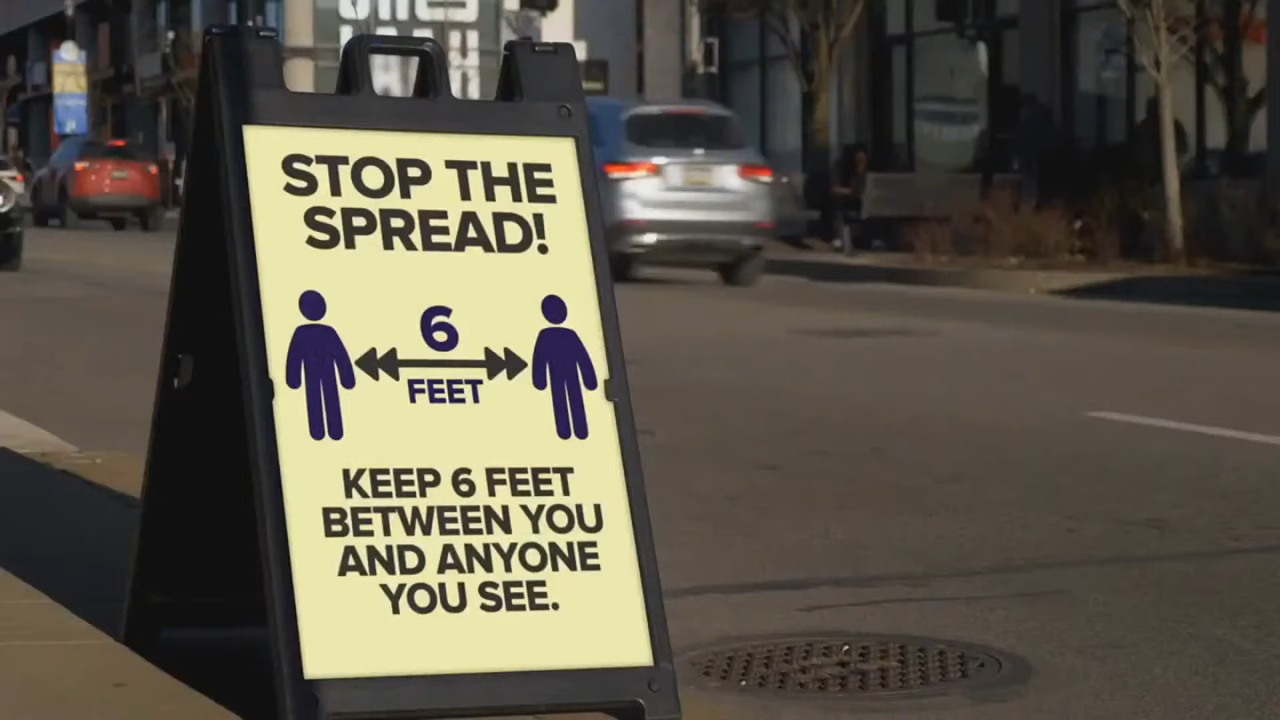 STOP THE
SPREAD!
6
FEET
KEEP 6 FEET
BETWEEN YOU
AND ANYONE
YOU SEE.